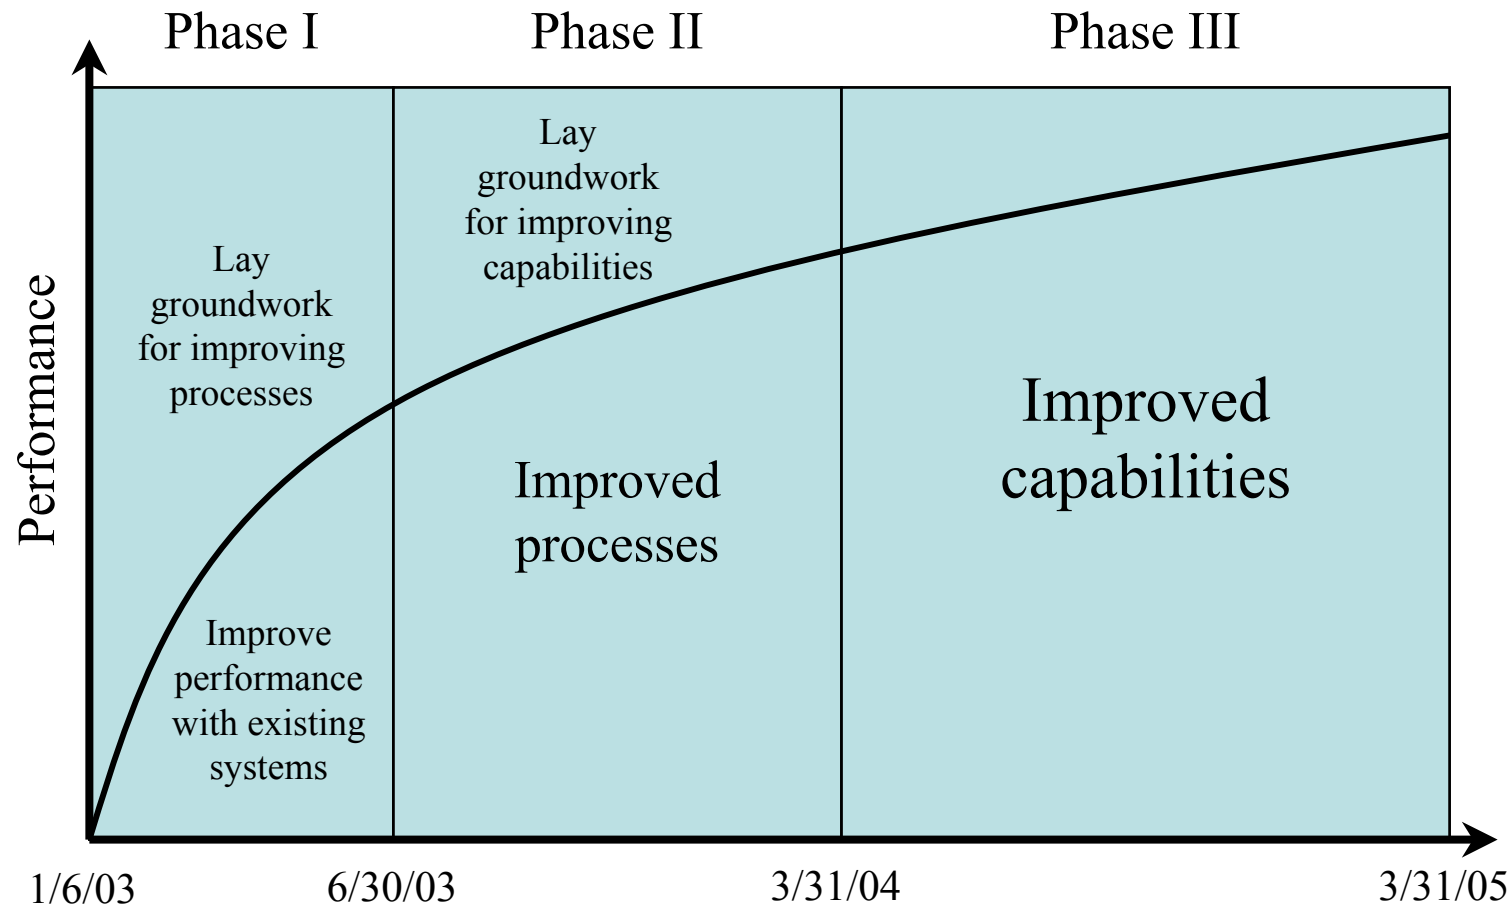 Phase I
Phase II
Phase III
Performance
Lay
groundwork
for improving
processes
Improve
performance
with existing
systems
Lay
groundwork
for improving
capabilities
Improved
processes
Improved
capabilities
1/6/03
6/30/03
3/31/04
3/31/05